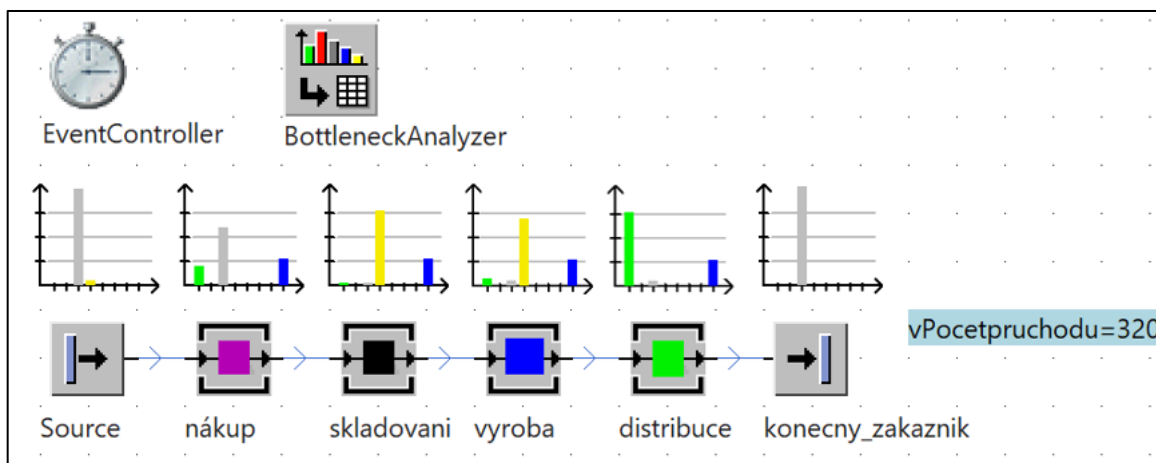 EventController
BottleneckAnalyzer
vPocetpruchodu=320
Source
nákup
skladovani
vyroba
distribuce
konecny_zakaznik